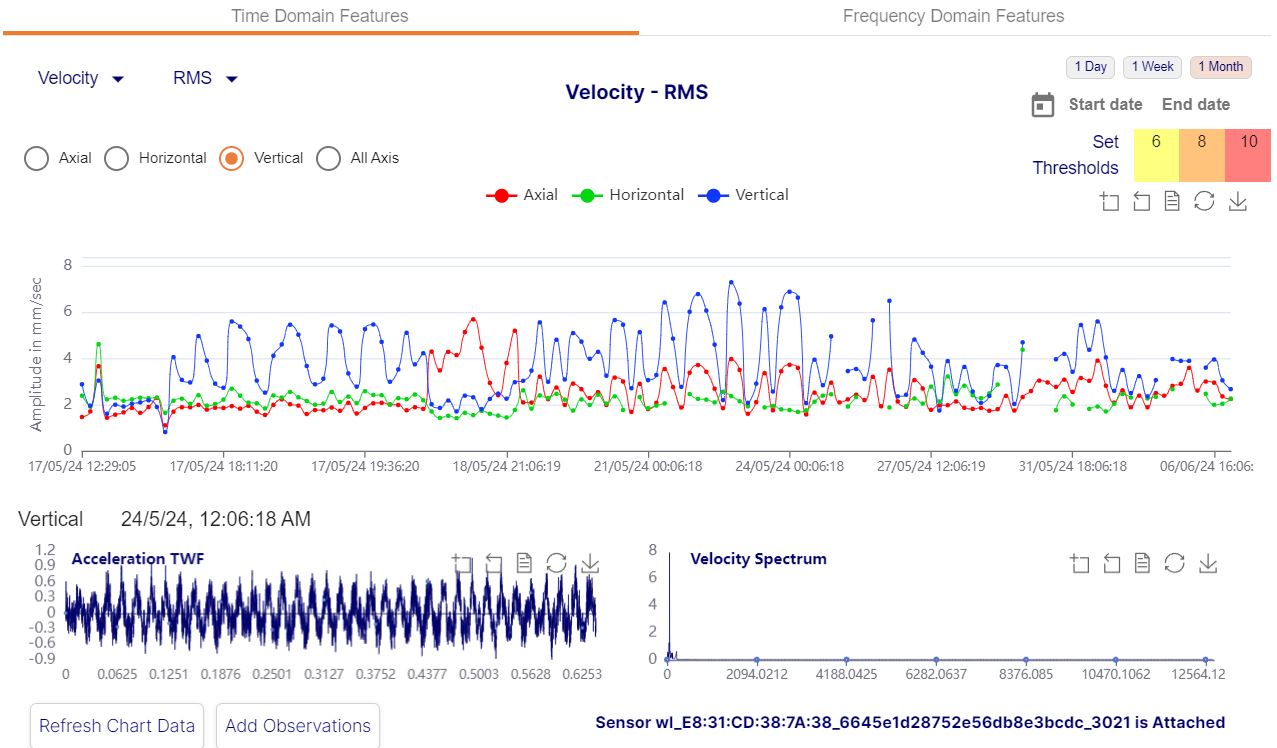 Time Domain Features Frequency Domain Features
Velocity RMS
Velocity - RMS
1 Day 1 Week 1 Month
Start date End date
Set Thresholds 6 8 10
Axial Horizontal Vertical All Axis
Axial Horizontal Vertical
Amplitude in mm/sec
8
6
4
2
0
17/05/24 12:29:05 17/05/24 18:11:20 17/05/24 19:36:20 18/05/24 21:06:19 21/05/24 00:06:18 24/05/24 00:06:18 27/05/24 12:06:19 31/05/24 18:06:18 06/06/24 16:06:
Vertical 24/5/24, 12:06:18 AM
Acceleration TWF
1.2
0.9
0.6
0.3
0
-0.3
-0.6
-0.9
0 0.0625 0.1251 0.1876 0.2501 0.3127 0.3752 0.4377 0.5003 0.5628 0.6253
Velocity Spectrum
8
6
4
2
0
0 2094.0212 4188.0425 6282.0637 8376.085 10470.1062 12564.12
Refresh Chart Data Add Observations
Sensor wl_E8:31:CD:38:7A:38_6645e1d28752e56db8e3bcdc_3021 is Attached